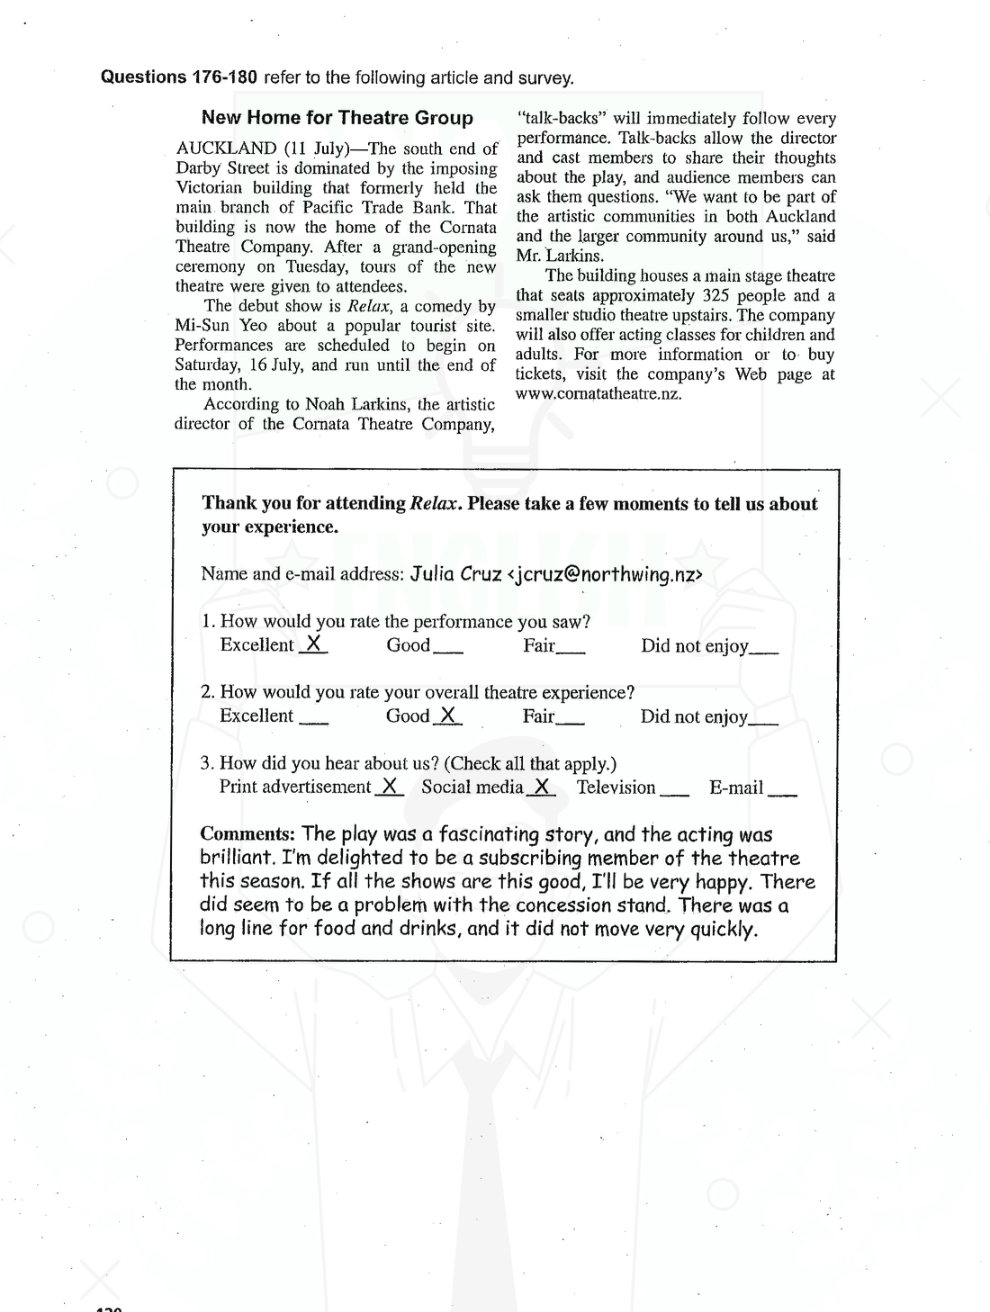 Questions 176-180 refer to the following article and survey.
New Home for Theatre Group
AUCKLAND (11 July)—The south end of
Darby Street is dominated by the imposing
Victorian building that formerly held the
main branch of Pacific Trade Bank. That
building is now the home of the Cornata
Theatre Company. After a grand-opening
ceremony on Tuesday, tours of the new
theatre were given to attendees.
The debut show is Relax, a comedy by
Mi-Sun Yeo about a popular tourist site.
Performances are scheduled to begin on
Saturday, 16 July, and run until the end of
the month.
According to Noah Larkins, the artistic
director of the Cornata Theatre Company,
“talk-backs” will immediately follow every
performance. Talk-backs allow the director
and cast members to share their thoughts
about the play, and audience members can
ask them questions. “We want to be part of
the artistic communities in both Auckland
and the larger community around us,” said
Mr. Larkins.
The building houses a main stage theatre
that seats approximately 325 people and a
smaller studio theatre upstairs. The company
will also offer acting classes for children and
adults. For more information or to buy
tickets, visit the company’s Web page at
www.cornatatheatre.nz.
Thank you for attending Relax. Please take a few moments to tell us about
your experience.
Name and e-mail address: Julia Cruz <jcruz@northwing.nz>
1. How would you rate the performance you saw?
Excellent X Good___ Fair___ Did not enjoy___
2. How would you rate your overall theatre experience?
Excellent ___ Good X Fair___ Did not enjoy___
3. How did you hear about us? (Check all that apply.)
Print advertisement X Social media X Television ___ E-mail ___
Comments: The play was a fascinating story, and the acting was
brilliant. I'm delighted to be a subscribing member of the theatre
this season. If all the shows are this good, I'll be very happy. There
did seem to be a problem with the concession stand. There was a
long line for food and drinks, and it did not move very quickly.
ENGLISH